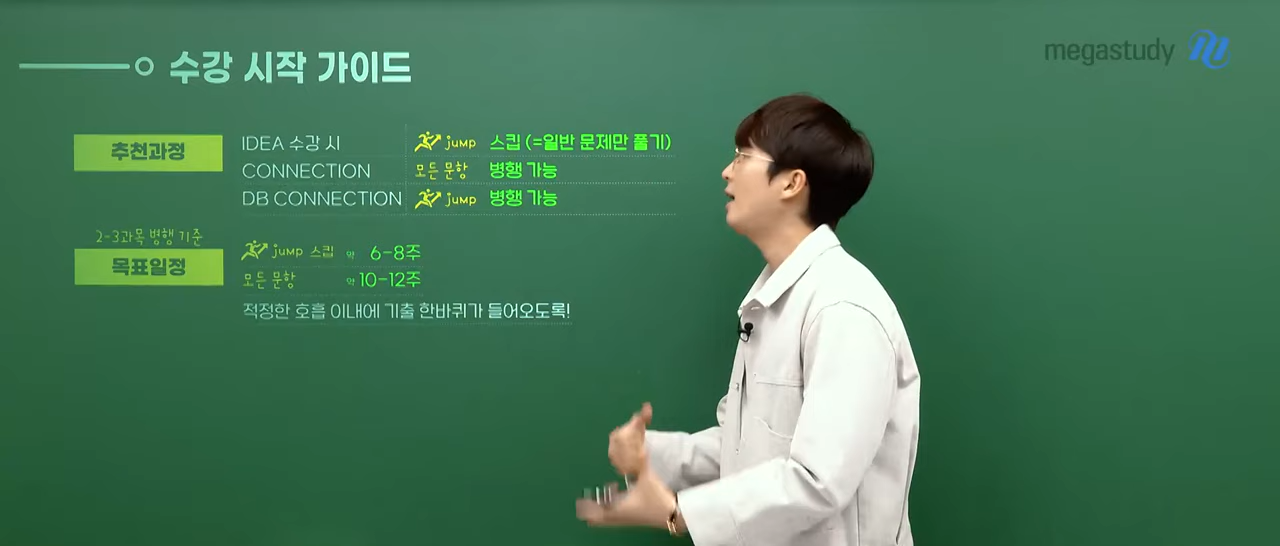 수강 시작 가이드
megastudy
추천과정
IDEA 수강 시 jump 스킵 (=일반 문제만 풀기)
CONNECTION 모든 문항 병행 가능
DB CONNECTION jump 병행 가능
2-3과목 병행 기준
목표일정
jump 스킵 약 6-8주
모든 문항 약 10-12주
적정한 호흡 이내에 기출 한바퀴가 들어오도록!